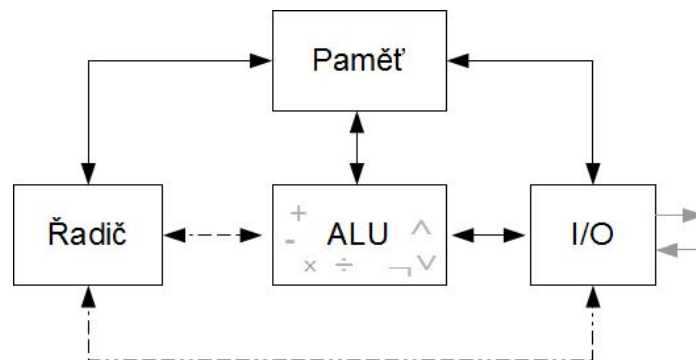 Paměť
Řadič
ALU
+
-
× ÷
∧
¬ ∨
I/O